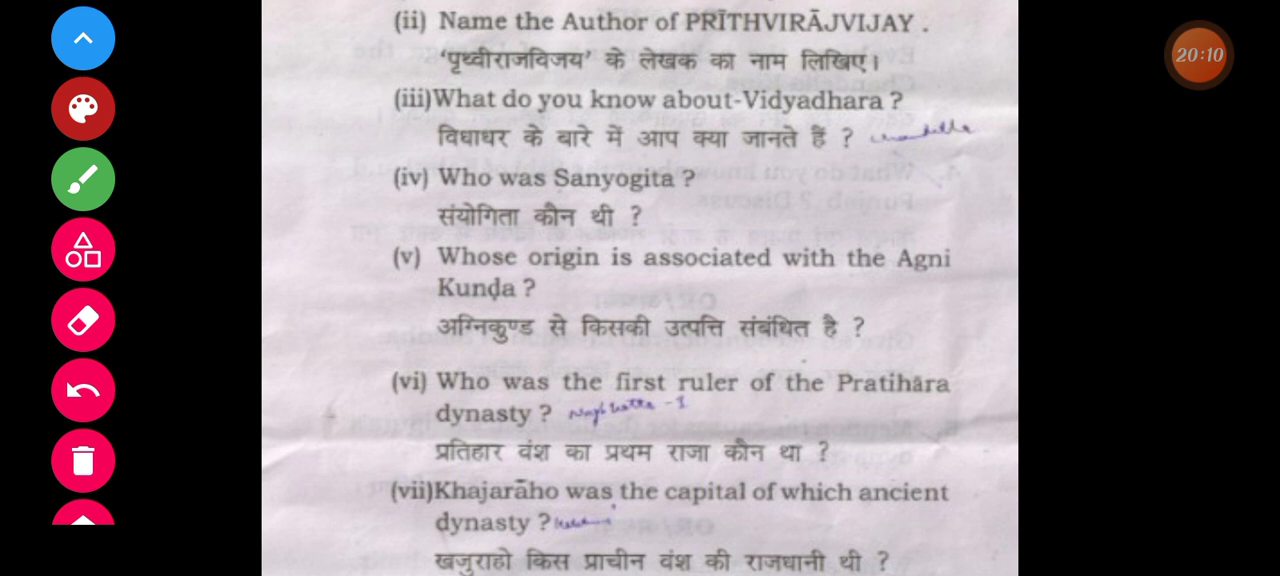 (ii) Name the Author of PRĪTHVIRĀJVIJAY .
20:10
'पृथ्वीराजविजय' के लेखक का नाम लिखिए।
(iii)What do you know about-Vidyadhara ?
विधाधर के बारे में आप क्या जानते हैं ?
(iv) Who was Sanyogita ?
संयोगिता कौन थी ?
(v) Whose origin is associated with the Agni
Kunḍa ?
अग्निकुण्ड से किसकी उत्पत्ति संबंधित है ?
(vi) Who was the first ruler of the Pratihāra
dynasty ? Nagbhatta -I
प्रतिहार वंश का प्रथम राजा कौन था ?
(vii)Khajarāho was the capital of which ancient
dynasty ?
खजुराहो किस प्राचीन वंश की राजधानी थी ?